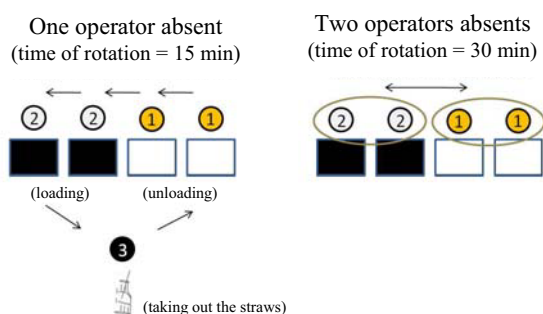 One operator absent
(time of rotation = 15 min)
Two operators absents
(time of rotation = 30 min)
2 2 1 1
2 2 1 1
(loading) (unloading)
3
(taking out the straws)